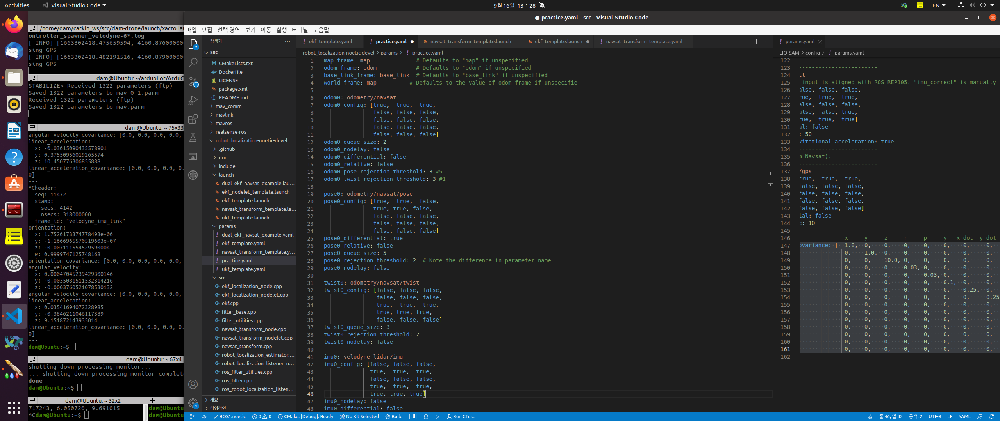 Activities
Visual Studio Code
9월 16일 13：28
EN
/home/dam/catkin_ws/src/dam-drone/launch/xacro.lau
ontroller_spawner_velodyne-6*.log
[ INFO] [1663302418.475659594, 4160.876000000
sing GPS
[ INFO] [1663302418.482191516, 4160.879000000
sing GPS
dam@Ubuntu: ~/ardupilot/ArduC
STABILIZE> Received 1322 parameters (ftp)
Saved 1322 parameters to mav_0_1.parm
Received 1322 parameters (ftp)
Saved 1322 parameters to mav.parm
dam@Ubuntu: ~ 75x33
angular_velocity_covariance: [0.0, 0.0, 0.0, 0.0,
linear_acceleration:
x: -0.03615090435578901
y: 0.37550956019265574
z: 10.450776306855888
linear_acceleration_covariance: [0.0, 0.0, 0.0, 0.
0]
---
^Cheader:
seq: 11472
stamp:
secs: 4142
nsecs: 318000000
frame_id: "velodyne_imu_link"
orientation:
x: 1.7526173374778493e-06
y: -1.1666965570519603e-07
z: -0.0071115545295​90004
w: 0.9999747125748168
orientation_covariance: [0.0, 0.0, 0.0, 0.0, 0.0,
angular_velocity:
x: 0.00047045239429300146
y: -0.0035081511532314216
z: -0.0003760521078530132
angular_velocity_covariance: [0.0, 0.0, 0.0, 0.0,
linear_acceleration:
x: 0.03541694072328985
y: -0.3846211046117389
z: 9.151872143935014
linear_acceleration_covariance: [0.0, 0.0, 0.0, 0.
0]
---
dam@Ubuntu:~$
dam@Ubuntu: ~ 67x4
shutting down processing monitor...
... shutting down processing monitor complet
done
dam@Ubuntu:~$
dam@Ubuntu: ~ 32x2
717243, 6.050720, 9.691015
^Cdam@Ubuntu:~$
dam@Ubuntu
dam@Ubuntu
● practice.yaml - src - Visual Studio Code
파일 편집 선택 영역 보기 이동 실행 터미널 도움말
2
1
탐색기
SRC
CMakeLists.txt
Dockerfile
LICENSE
package.xml
README.md
mav_comm
mavlink
mavros
realsense-ros
robot_localization-noetic-devel
.github
doc
include
launch
dual_ekf_navsat_example.lau...
ekf_nodelet_template.launch
ekf_template.launch
navsat_transform_template.la...
ukf_template.launch
params
dual_ekf_navsat_example.yaml
ekf_template.yaml
navsat_transform_template.y...
practice.yaml
ukf_template.yaml
src
ekf_localization_node.cpp
ekf_localization_nodelet.cpp
ekf.cpp
filter_base.cpp
filter_utilities.cpp
navsat_transform_node.cpp
navsat_transform_nodelet.cpp
navsat_transform.cpp
robot_localization_estimator....
robot_localization_listener_n...
ros_filter_utilities.cpp
ros_filter.cpp
ros_robot_localization_listen...
개요
타임라인
ekf_template.yaml
practice.yaml
navsat_transform_template.launch
ekf_template.launch
navsat_transform_template.yaml
robot_localization-noetic-devel > params > practice.yaml
1 map_frame: map # Defaults to "map" if unspecified
2 odom_frame: odom # Defaults to "odom" if unspecified
3 base_link_frame: base_link # Defaults to "base_link" if unspecified
4 world_frame: map # Defaults to the value of odom_frame if unspecifie
5
6 odom0: odometry/navsat
7 odom0_config: [true, true, true,
8 false, false, false,
9 false, false, false,
10 false, false, false,
11 false, false, false]
12 odom0_queue_size: 2
13 odom0_nodelay: false
14 odom0_differential: false
15 odom0_relative: false
16 odom0_pose_rejection_threshold: 3 #5
17 odom0_twist_rejection_threshold: 3 #1
18
19 pose0: odometry/navsat/pose
20 pose0_config: [true, true, false,
21 true, true, false,
22 false, false, false,
23 false, false, false,
24 false, false, false]
25 pose0_differential: true
26 pose0_relative: false
27 pose0_queue_size: 5
28 pose0_rejection_threshold: 2 # Note the difference in parameter name
29 pose0_nodelay: false
30
31 twist0: odometry/navsat/twist
32 twist0_config: [false, false, false,
33 false, false, false,
34 true, true, true,
35 true, true, true,
36 false, false, false]
37 twist0_queue_size: 3
38 twist0_rejection_threshold: 2
39 twist0_nodelay: false
40
41 imu0: velodyne_lidar/imu
42 imu0_config: [false, false, false,
43 true, true, true,
44 false, false, false,
45 true, true, true,
46 true, true, true]
47 imu0_nodelay: false
48 imu0_differential: false
params.yaml
LIO-SAM > config > params.yaml
122
123 -----------------------
124 ct
125 input is aligned with ROS REP105. "imu_correct" is manually
126 alse, false, false,
127 rue, true, true,
128 alse, false, false,
129 alse, false, true,
130 rue, true, true]
131 al: false
132 : 50
133 vitational_acceleration: true
134 -----------------------
135 n Navsat):
136 -----------------------
137 /gps
138 true, true, true,
139 false, false, false,
140 false, false, false,
141 false, false, false,
142 false, false, false]
143 ial: false
144 e: 10
145
146 x y z r p y x_dot y_dot
147 ovariance: [ 1.0, 0, 0, 0, 0, 0, 0, 0,
148 0, 1.0, 0, 0, 0, 0, 0, 0,
149 0, 0, 10.0, 0, 0, 0, 0, 0,
150 0, 0, 0, 0.03, 0, 0, 0, 0,
151 0, 0, 0, 0, 0.03, 0, 0, 0,
152 0, 0, 0, 0, 0, 0.1, 0, 0,
153 0, 0, 0, 0, 0, 0, 0.25, 0,
154 0, 0, 0, 0, 0, 0, 0, 0.25
155 0, 0, 0, 0, 0, 0, 0, 0,
156 0, 0, 0, 0, 0, 0, 0, 0,
157 0, 0, 0, 0, 0, 0, 0, 0,
158 0, 0, 0, 0, 0, 0, 0, 0,
159 0, 0, 0, 0, 0, 0, 0, 0,
160 0, 0, 0, 0, 0, 0, 0, 0,
161 0, 0, 0, 0, 0, 0, 0, 0,
162
ROS1.noetic 0 0 CMake: [Debug]: Ready No Kit Selected Build [all] Run CTest 줄 46, 열 32 공백: 2 UTF-8 LF YAML